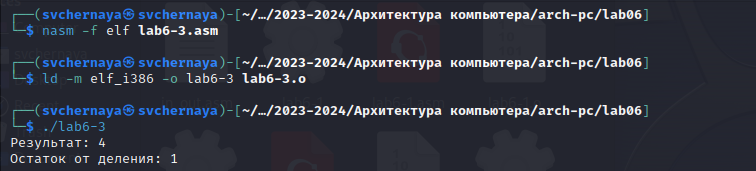 ┌──(svchernaya㉿svchernaya)-[~/…/2023-2024/Архитектура компьютера/arch-pc/lab06]
└─$ nasm -f elf lab6-3.asm
┌──(svchernaya㉿svchernaya)-[~/…/2023-2024/Архитектура компьютера/arch-pc/lab06]
└─$ ld -m elf_i386 -o lab6-3 lab6-3.o
┌──(svchernaya㉿svchernaya)-[~/…/2023-2024/Архитектура компьютера/arch-pc/lab06]
└─$ ./lab6-3
Результат: 4
Остаток от деления: 1